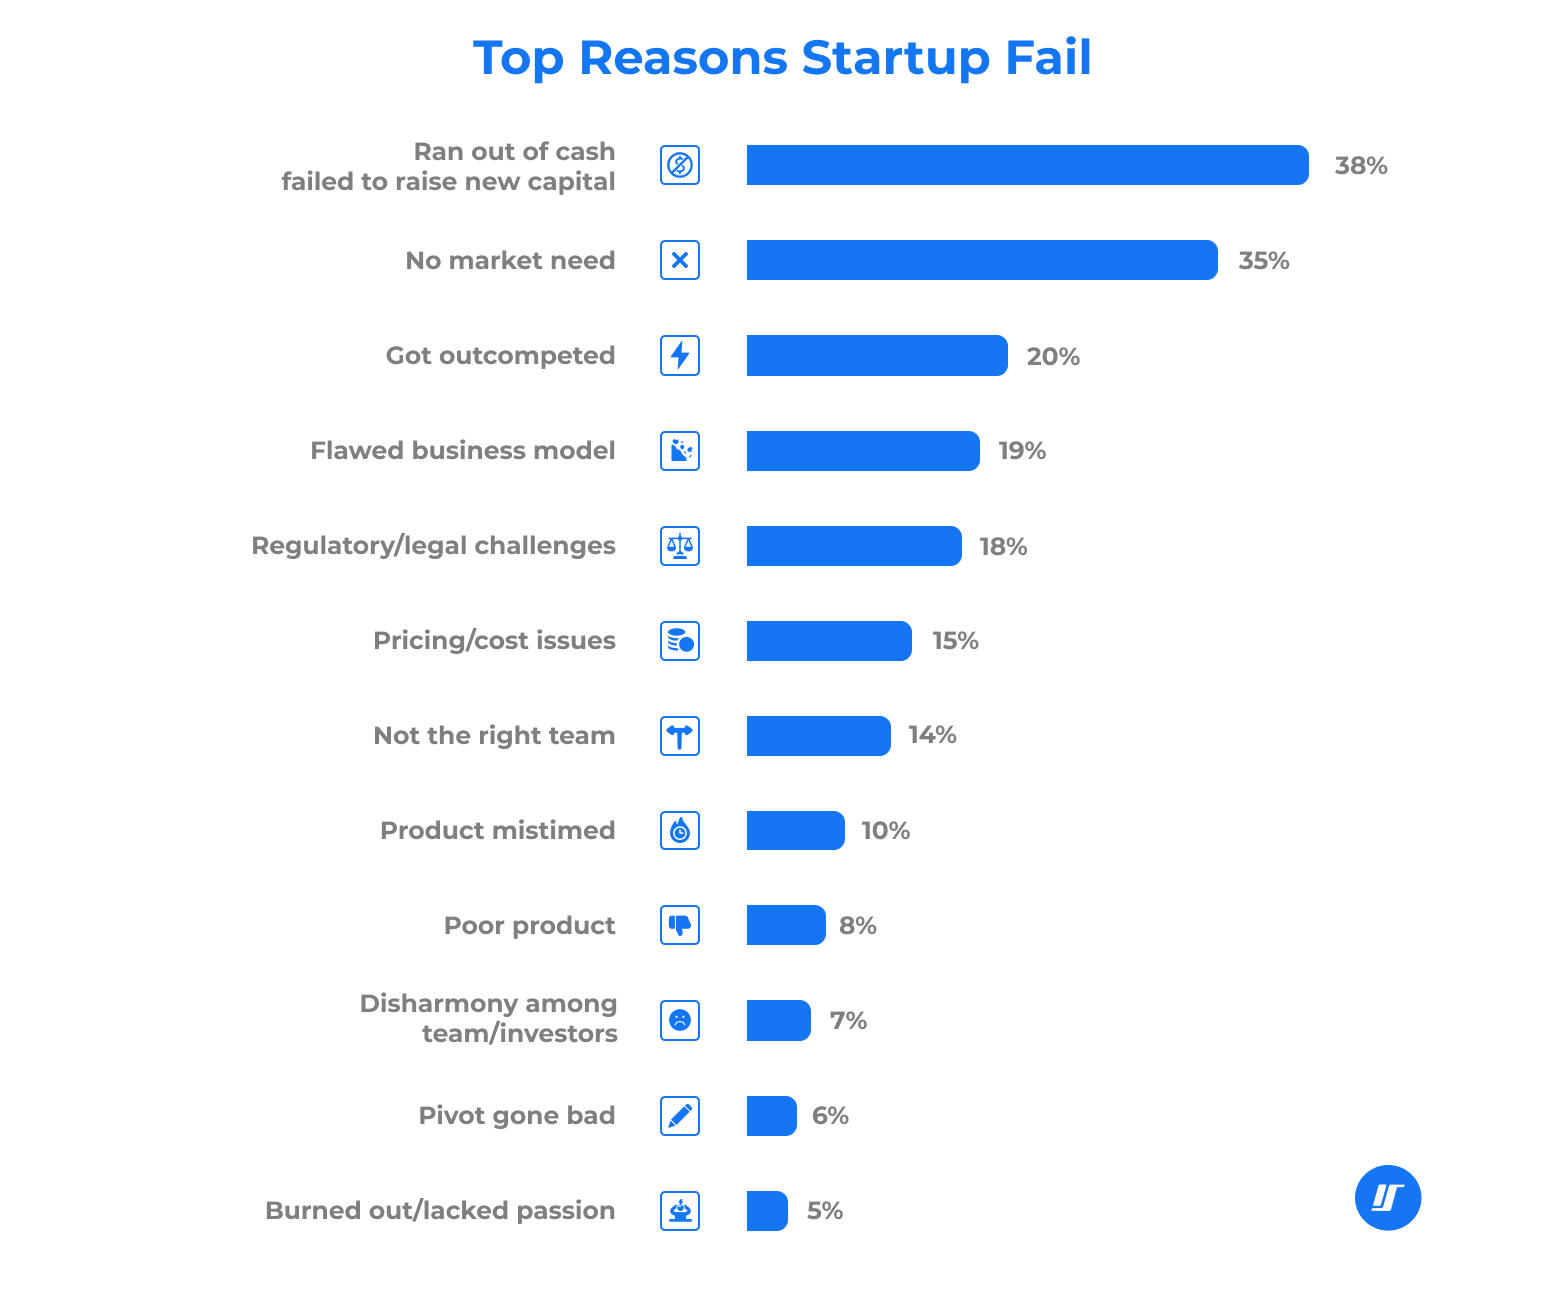 Top Reasons Startup Fail
Ran out of cash
failed to raise new capital
38%
No market need
35%
Got outcompeted
20%
Flawed business model
19%
Regulatory/legal challenges
18%
Pricing/cost issues
15%
Not the right team
14%
Product mistimed
10%
Poor product
8%
Disharmony among
team/investors
7%
Pivot gone bad
6%
Burned out/lacked passion
5%